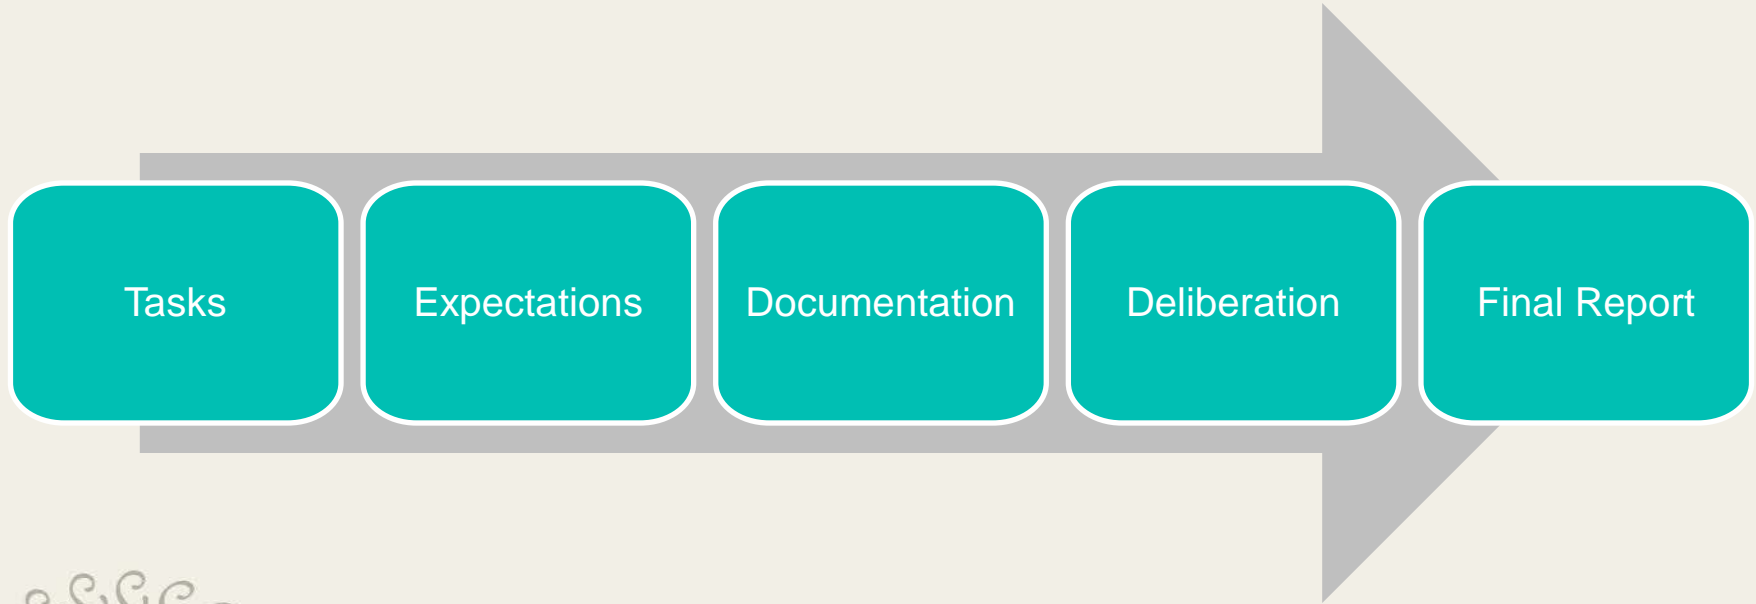 Tasks
Expectations
Documentation
Deliberation
Final Report